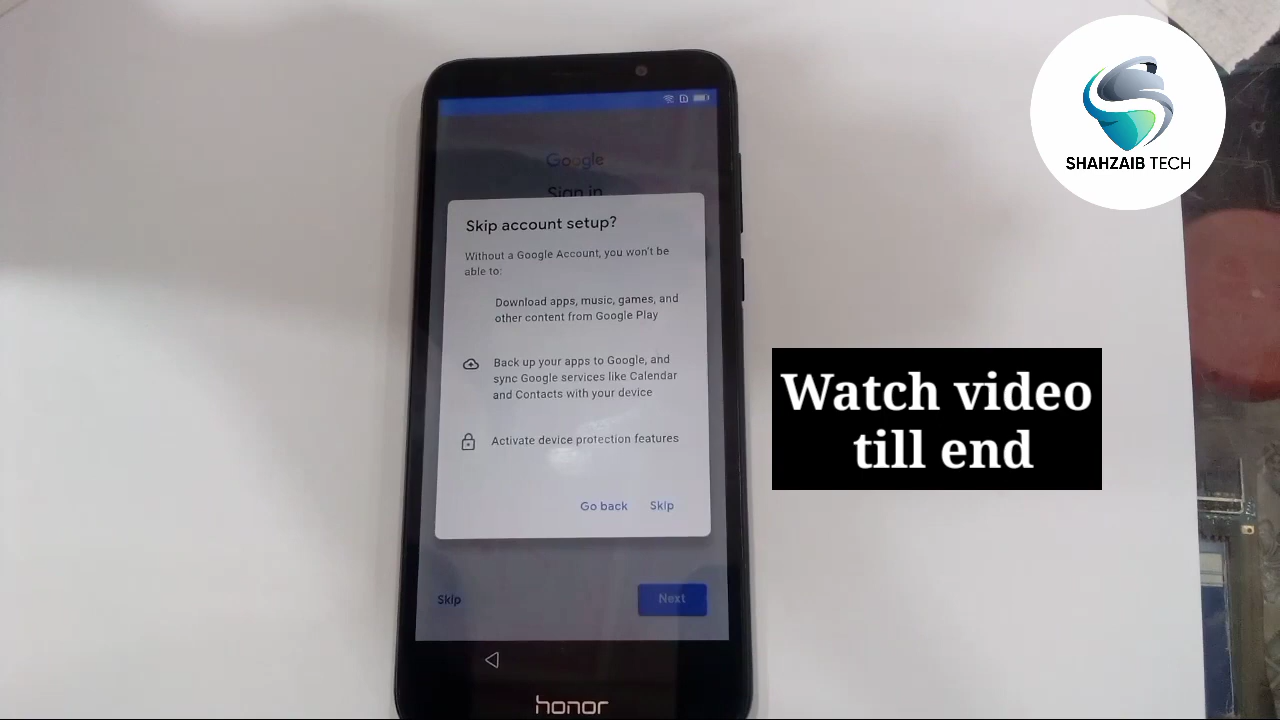 SHAHZAIB TECH
Google
Sign in
Skip account setup?
Without a Google Account, you won't be
able to:
Download apps, music, games, and
other content from Google Play
Back up your apps to Google, and
sync Google services like Calendar
and Contacts with your device
Activate device protection features
Go back Skip
Skip Next
honor
Watch video
till end